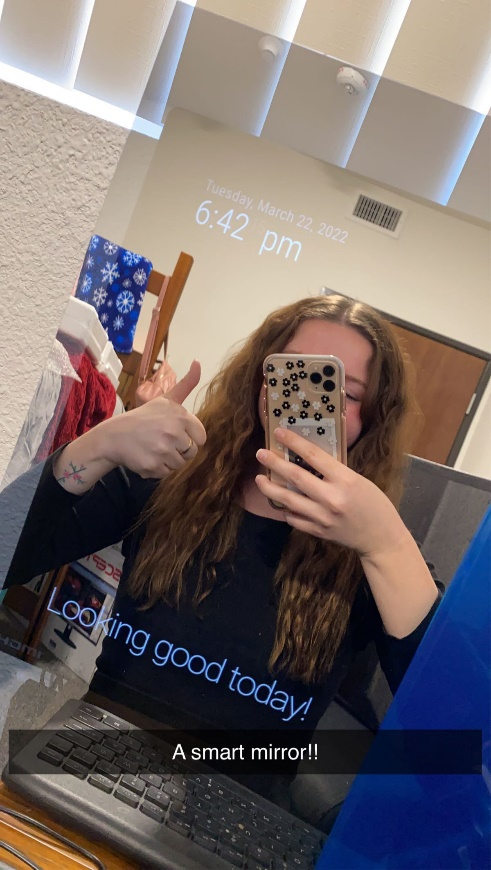 Tuesday, March 22, 2022
6:42 pm
Looking good today!
A smart mirror!!